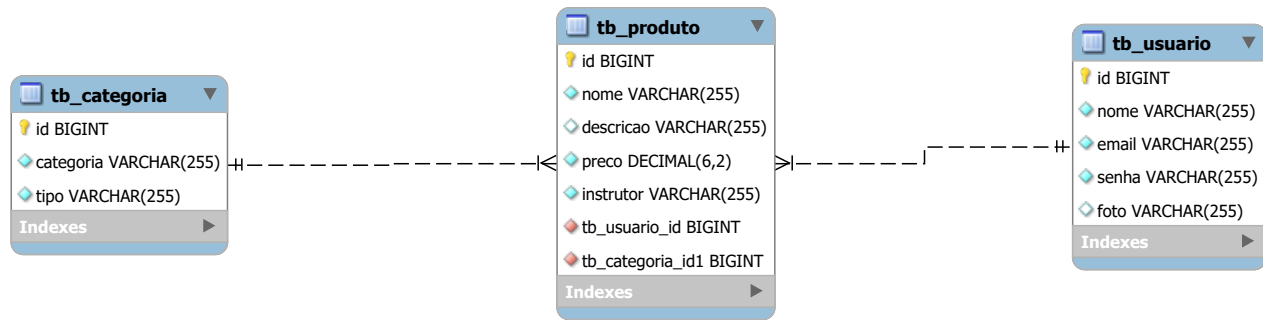 tb_categoria
id BIGINT
categoria VARCHAR(255)
tipo VARCHAR(255)
Indexes
tb_produto
id BIGINT
nome VARCHAR(255)
descricao VARCHAR(255)
preco DECIMAL(6,2)
instrutor VARCHAR(255)
tb_usuario_id BIGINT
tb_categoria_id1 BIGINT
Indexes
tb_usuario
id BIGINT
nome VARCHAR(255)
email VARCHAR(255)
senha VARCHAR(255)
foto VARCHAR(255)
Indexes